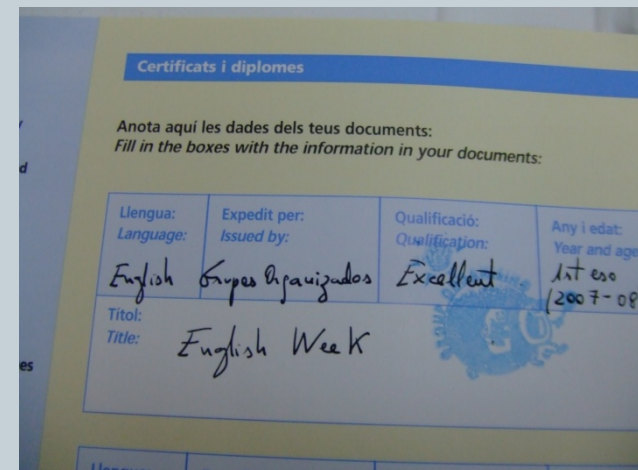 Certificats i diplomes
Anota aquí les dades dels teus documents:
Fill in the boxes with the information in your documents:
Llengua:
Language:
English
Expedit per:
Issued by:
Grupos Organizados
Qualificació:
Qualification:
Excellent
Any i edat:
Year and age
1st eso
(2007-08
Títol:
Title:
English Week
d
es